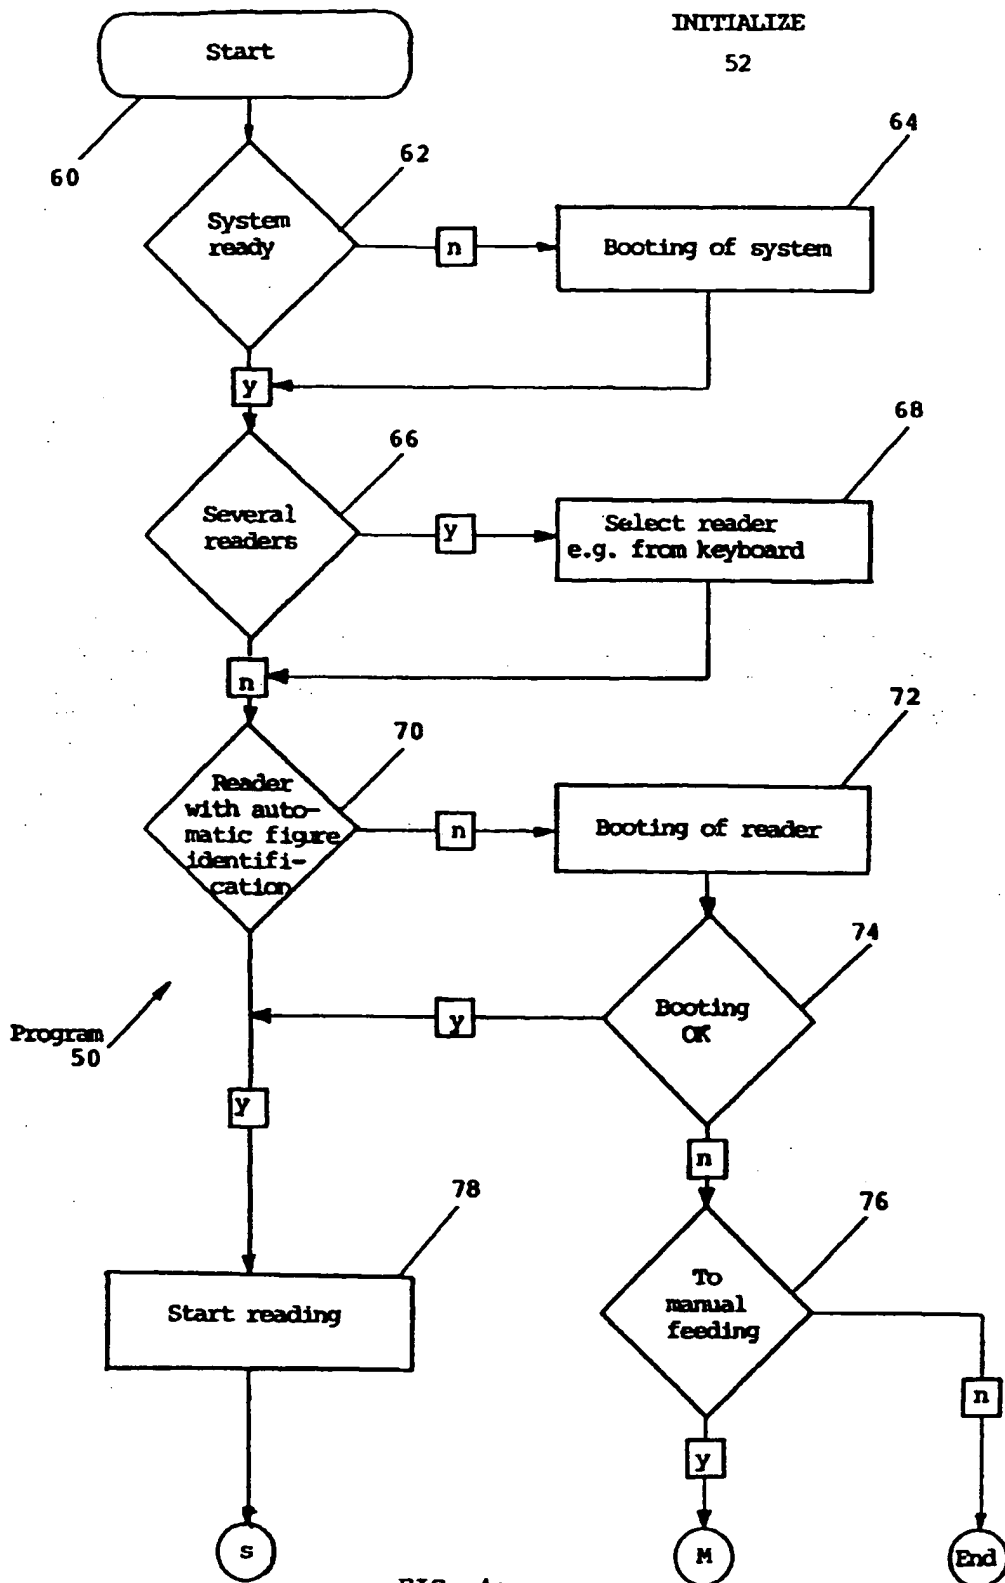 INITIALIZE
52
Start
60
62
System
ready
n
64
Booting of system
y
66
Several
readers
y
68
Select reader
e.g. from keyboard
n
70
Reader
with auto-
matic figure
identifi-
cation
n
72
Booting of reader
74
Booting
OK
y
Program
50
y
n
78
Start reading
76
To
manual
feeding
n
y
s
M
End